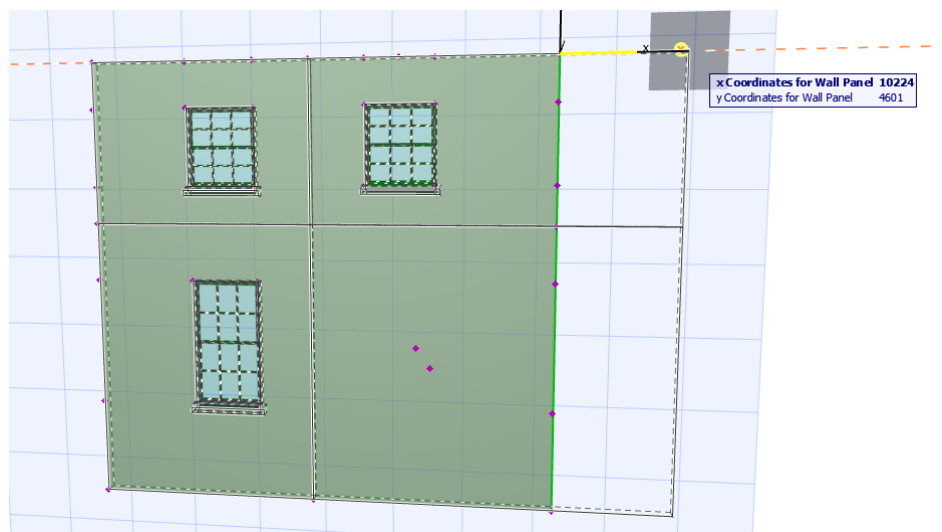 x
x Coordinates for Wall Panel 10224
y Coordinates for Wall Panel 4601